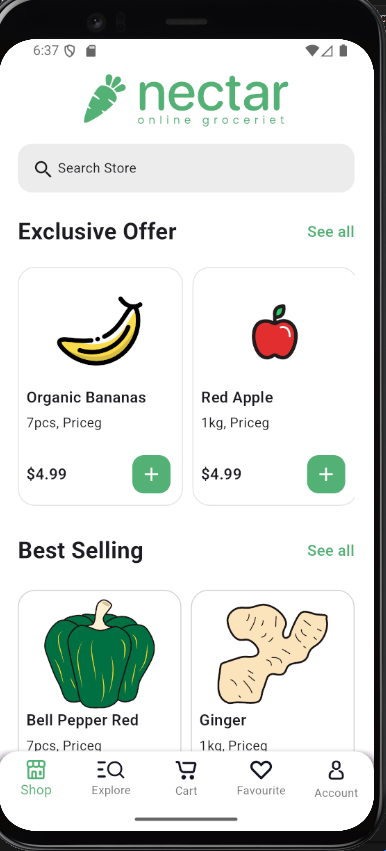 6:37
nectar
online groceriet
Search Store
Exclusive Offer
See all
Organic Bananas
7pcs, Priceg
$4.99
+
Red Apple
1kg, Priceg
$4.99
+
Best Selling
See all
Bell Pepper Red
7pcs, Priceg
Ginger
1kg, Priceg
Shop
Explore
Cart
Favourite
Account